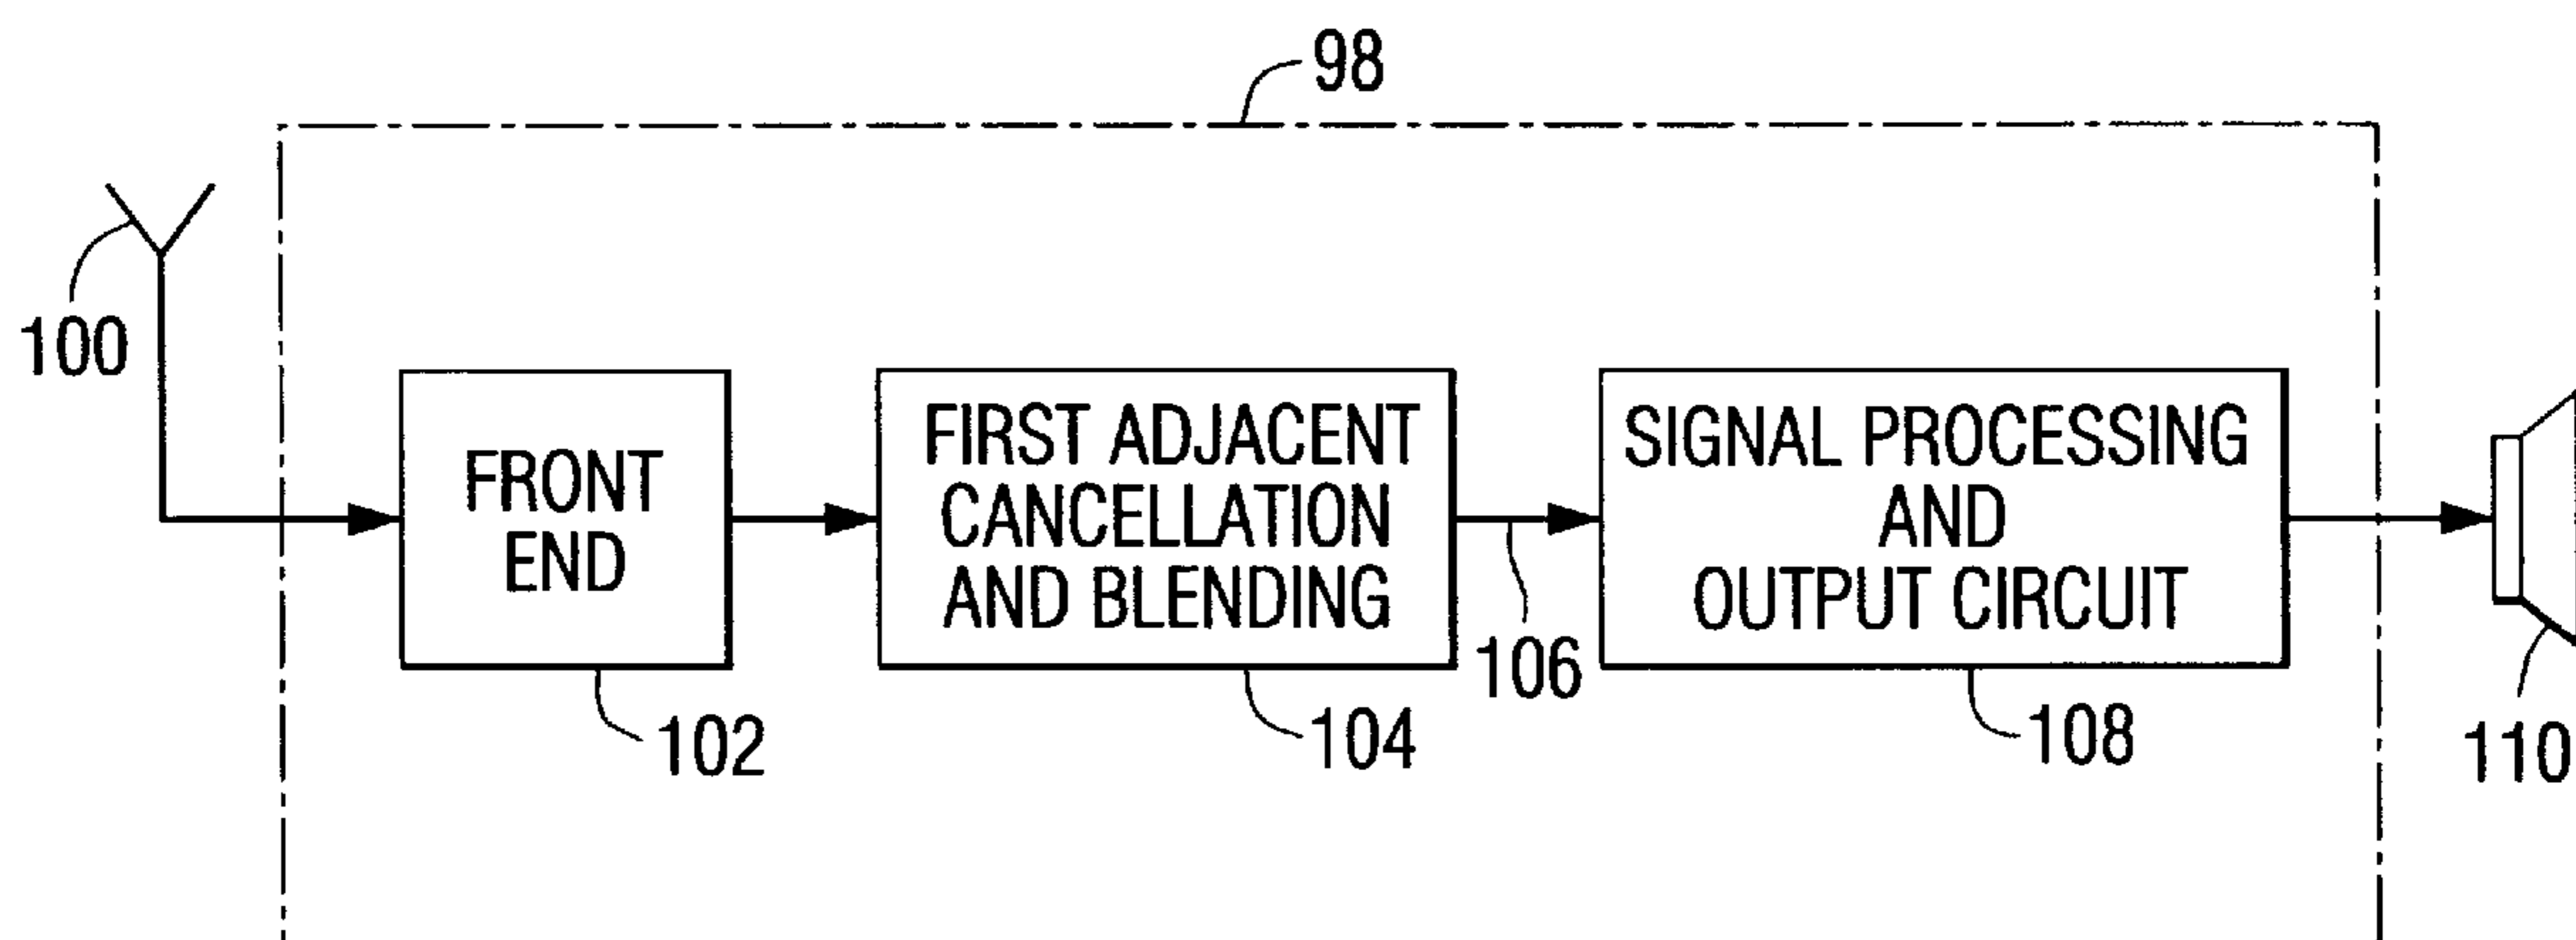 98
100
FRONT
END
FIRST ADJACENT
CANCELLATION
AND BLENDING
SIGNAL PROCESSING
AND
OUTPUT CIRCUIT
106
102
104
108
110